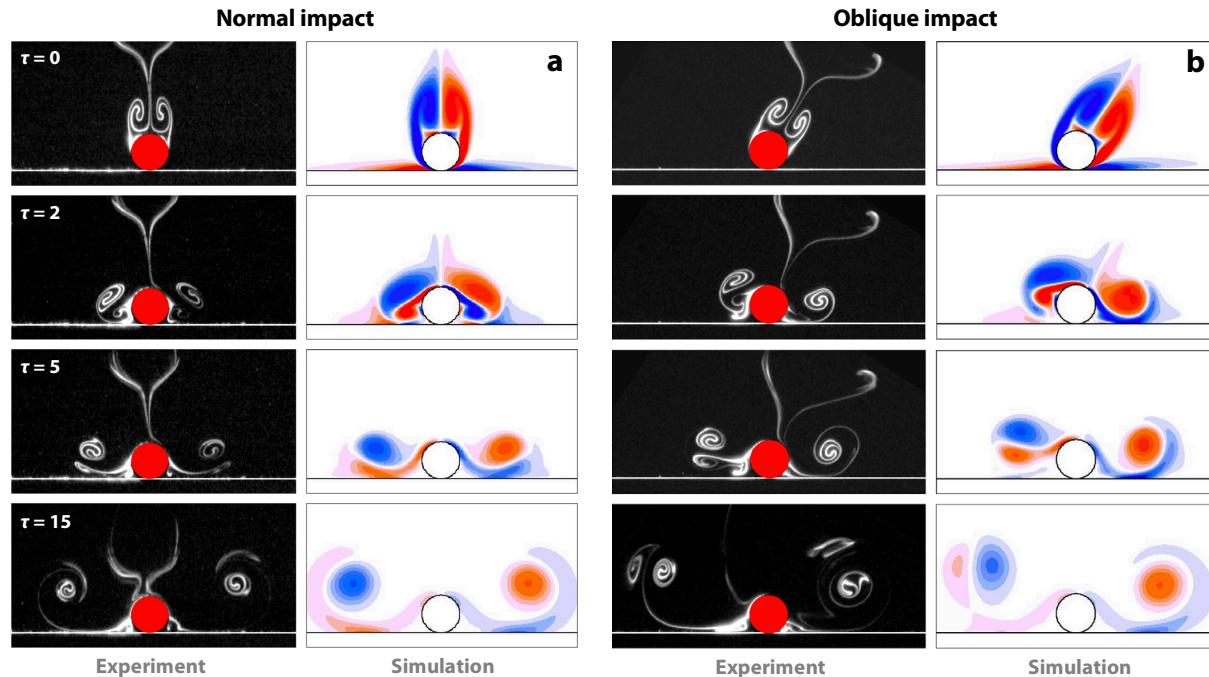 Normal impact
Oblique impact
τ = 0
a
b
τ = 2
τ = 5
τ = 15
Experiment
Simulation
Experiment
Simulation